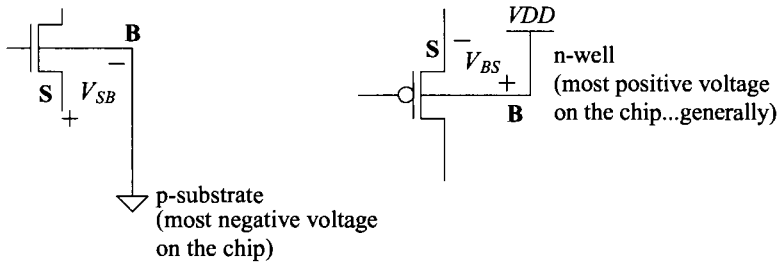 B
−
S
V_SB
+
p-substrate
(most negative voltage
on the chip)
VDD
−
S
V_BS
+
B
n-well
(most positive voltage
on the chip...generally)